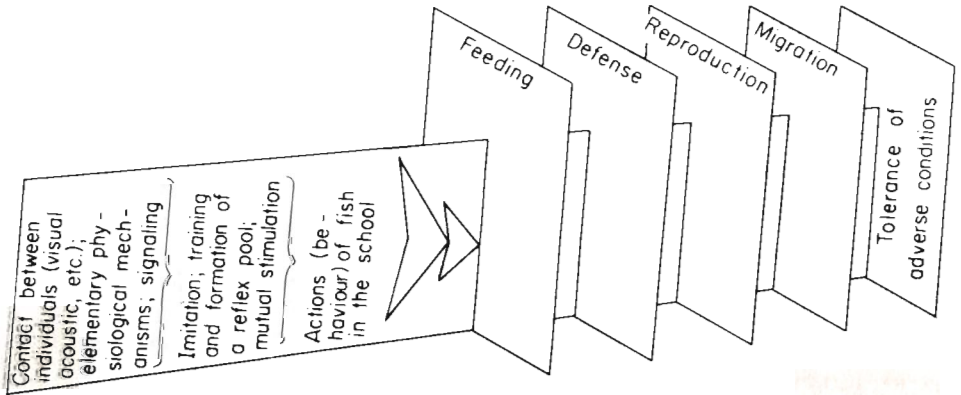 Contact between
individuals (visual
acoustic, etc.);
elementary phy-
siological mech-
anisms; signaling
Imitation; training
and formation of
a reflex pool;
mutual stimulation
Actions (be-
haviour) of fish
in the school
Feeding
Defense
Reproduction
Migration
Tolerance of
adverse conditions